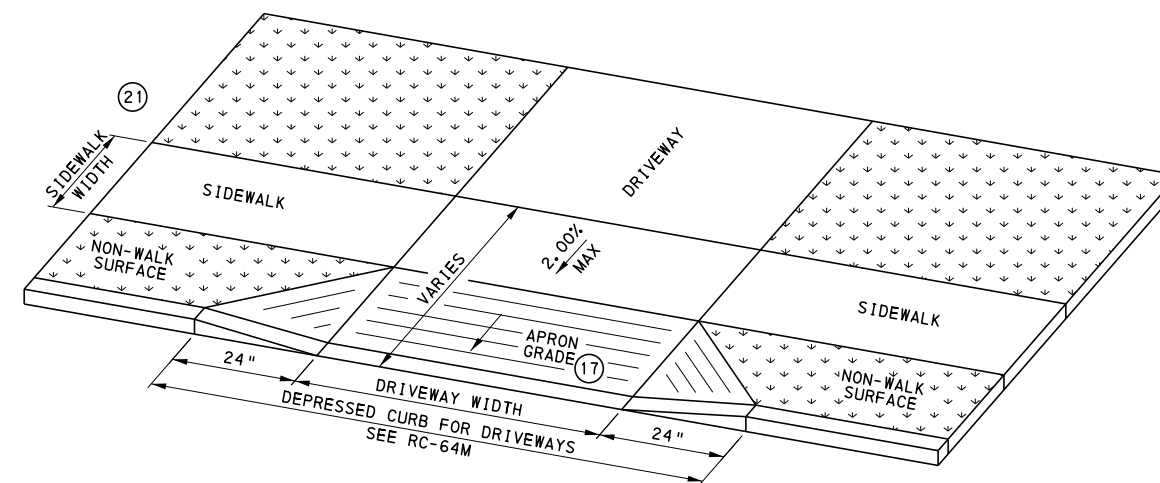 21
SIDEWALK
WIDTH
SIDEWALK
DRIVEWAY
NON-WALK
SURFACE
VARIES
2.00%
MAX
SIDEWALK
APRON
GRADE 17
NON-WALK
SURFACE
24"
DRIVEWAY WIDTH
24"
DEPRESSED CURB FOR DRIVEWAYS
SEE RC-64M